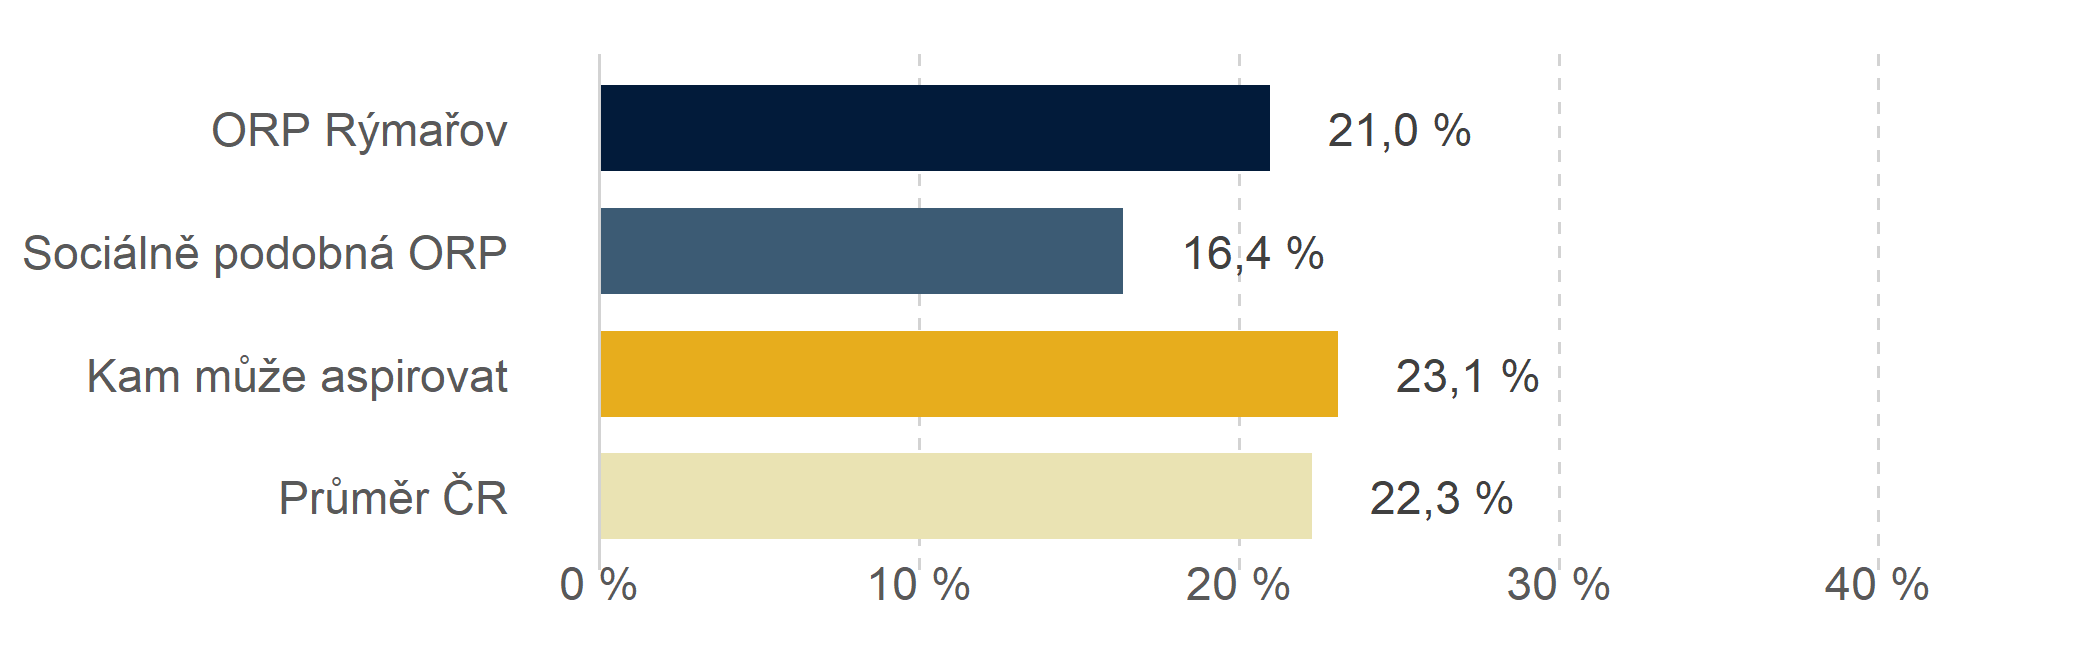 ORP Rýmařov
21,0 %
Sociálně podobná ORP
16,4 %
Kam může aspirovat
23,1 %
Průměr ČR
22,3 %
0 %
10 %
20 %
30 %
40 %